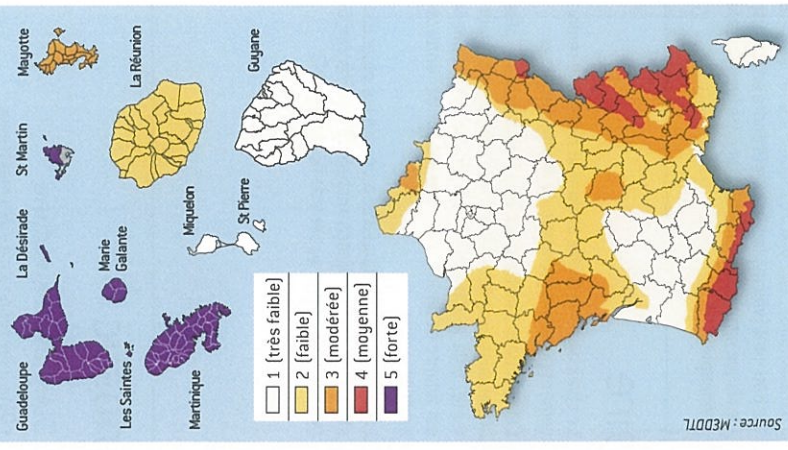 Guadeloupe
La Désirade
St Martin
Mayotte
Les Saintes
Marie
Galante
La Réunion
Martinique
Miquelon
St Pierre
Guyane
1 (très faible)
2 (faible)
3 (modérée)
4 (moyenne)
5 (forte)
Source : MEDDTL